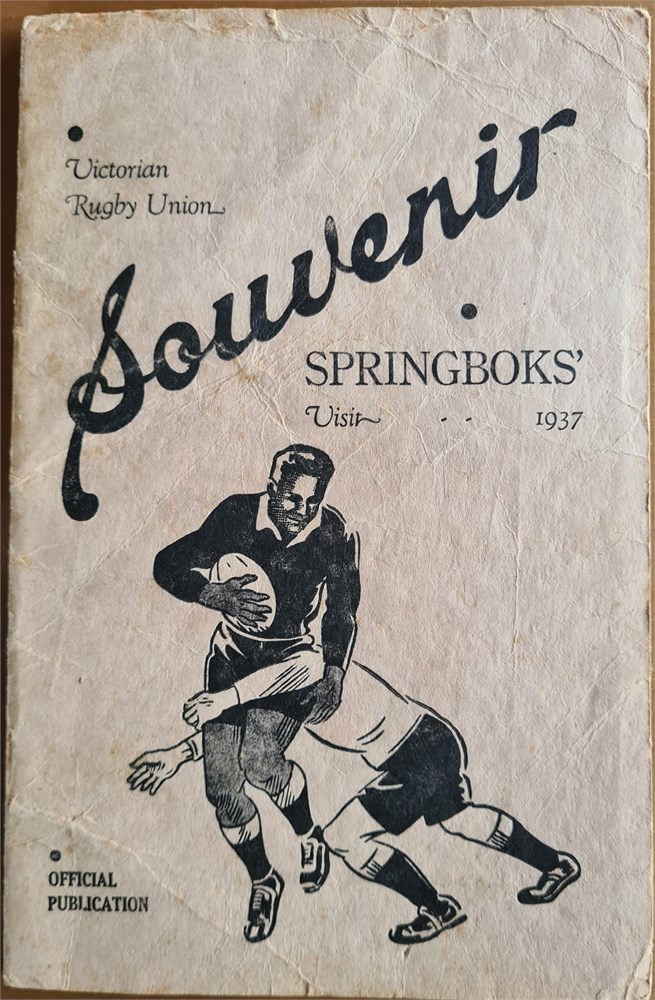 Victorian
Rugby Union
Souvenir
SPRINGBOKS'
Visit - - 1937
OFFICIAL
PUBLICATION